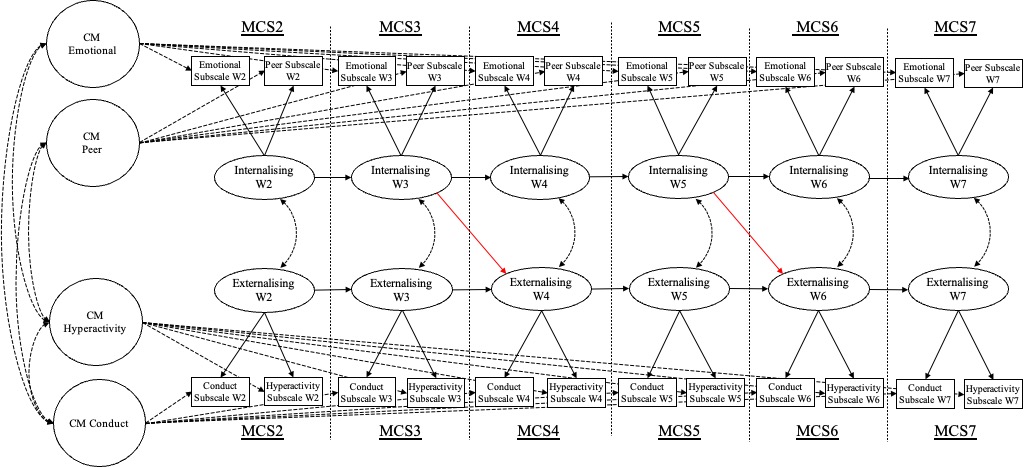 MCS2 MCS3 MCS4 MCS5 MCS6 MCS7
CM
Emotional
Emotional
Subscale W2
Peer Subscale
W2
Emotional
Subscale W3
Peer Subscale
W3
Emotional
Subscale W4
Peer Subscale
W4
Emotional
Subscale W5
Peer Subscale
W5
Emotional
Subscale W6
Peer Subscale
W6
Emotional
Subscale W7
Peer Subscale
W7
CM
Peer
Internalising
W2
Internalising
W3
Internalising
W4
Internalising
W5
Internalising
W6
Internalising
W7
Externalising
W2
Externalising
W3
Externalising
W4
Externalising
W5
Externalising
W6
Externalising
W7
CM
Hyperactivity
Conduct
Subscale W2
Hyperactivity
Subscale W2
Conduct
Subscale W3
Hyperactivity
Subscale W3
Conduct
Subscale W4
Hyperactivity
Subscale W4
Conduct
Subscale W5
Hyperactivity
Subscale W5
Conduct
Subscale W6
Hyperactivity
Subscale W6
Conduct
Subscale W7
Hyperactivity
Subscale W7
CM Conduct
MCS2 MCS3 MCS4 MCS5 MCS6 MCS7